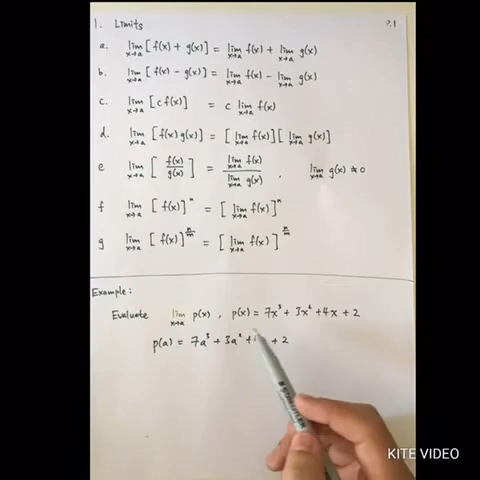 1. Limits P.1
a. lim x→a [f(x) + g(x)] = lim x→a f(x) + lim x→a g(x)
b. lim x→a [f(x) - g(x)] = lim x→a f(x) - lim x→a g(x)
c. lim x→a [c f(x)] = c lim x→a f(x)
d. lim x→a [f(x) g(x)] = [lim x→a f(x)] [lim x→a g(x)]
e lim x→a [f(x)/g(x)] = lim x→a f(x) / lim x→a g(x) , lim x→a g(x) ≠ 0
f lim x→a [f(x)]ⁿ = [lim x→a f(x)]ⁿ
g lim x→a [f(x)]^(n/m) = [lim x→a f(x)]^(n/m)
Example:
Evaluate lim x→a p(x) , p(x) = 7x³ + 3x² + 4x + 2
p(a) = 7a³ + 3a² + + 2
KITE VIDEO